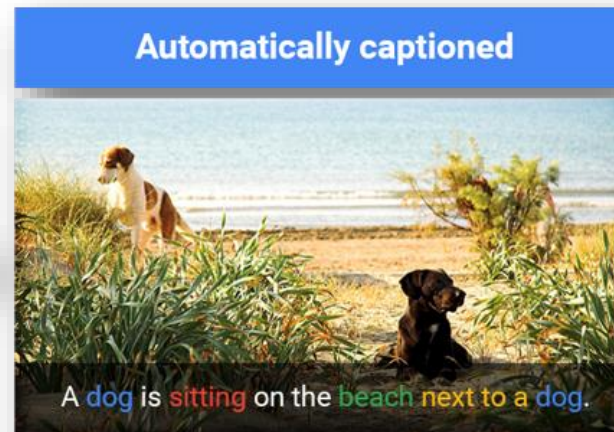 Automatically captioned
A dog is sitting on the beach next to a dog.